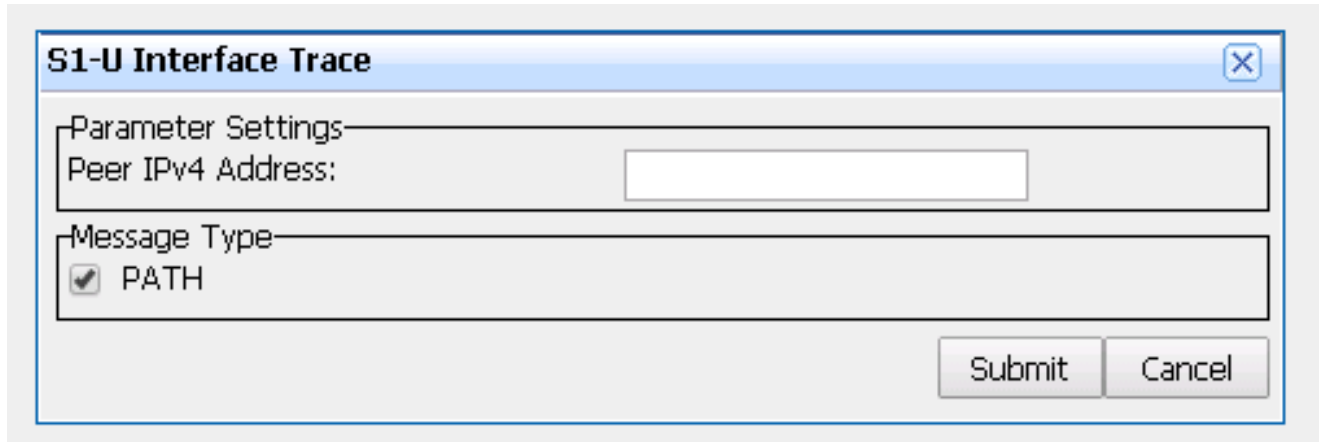 S1-U Interface Trace
Parameter Settings
Peer IPv4 Address:
Message Type
PATH
Submit Cancel